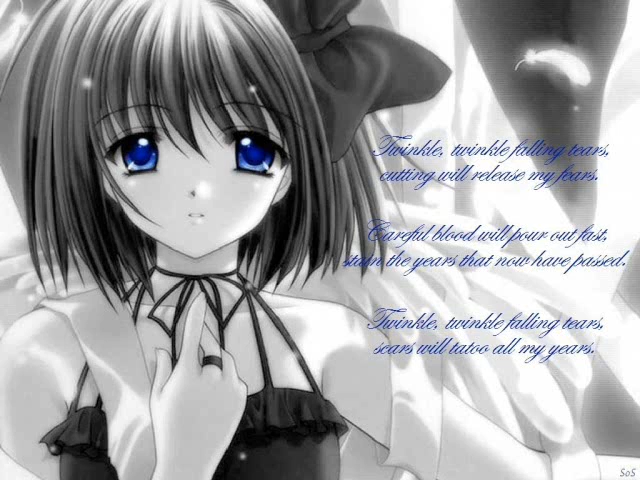 Twinkle, twinkle falling tears,
cutting will release my fears.
Careful blood will pour out fast,
stain the years that now have passed.
Twinkle, twinkle falling tears,
scars will tatoo all my years.
SoS